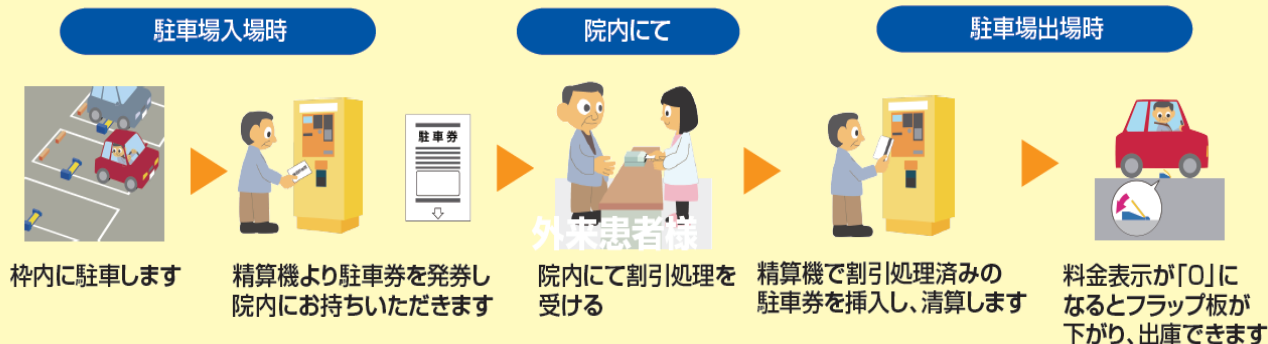 駐車場入場時
院内にて
駐車場出場時
駐車券
外来患者様
枠内に駐車します
精算機より駐車券を発券し
院内にお持ちいただきます
院内にて割引処理を
受ける
精算機で割引処理済みの
駐車券を挿入し、清算します
料金表示が「0」に
なるとフラップ板が
下がり、出庫できます